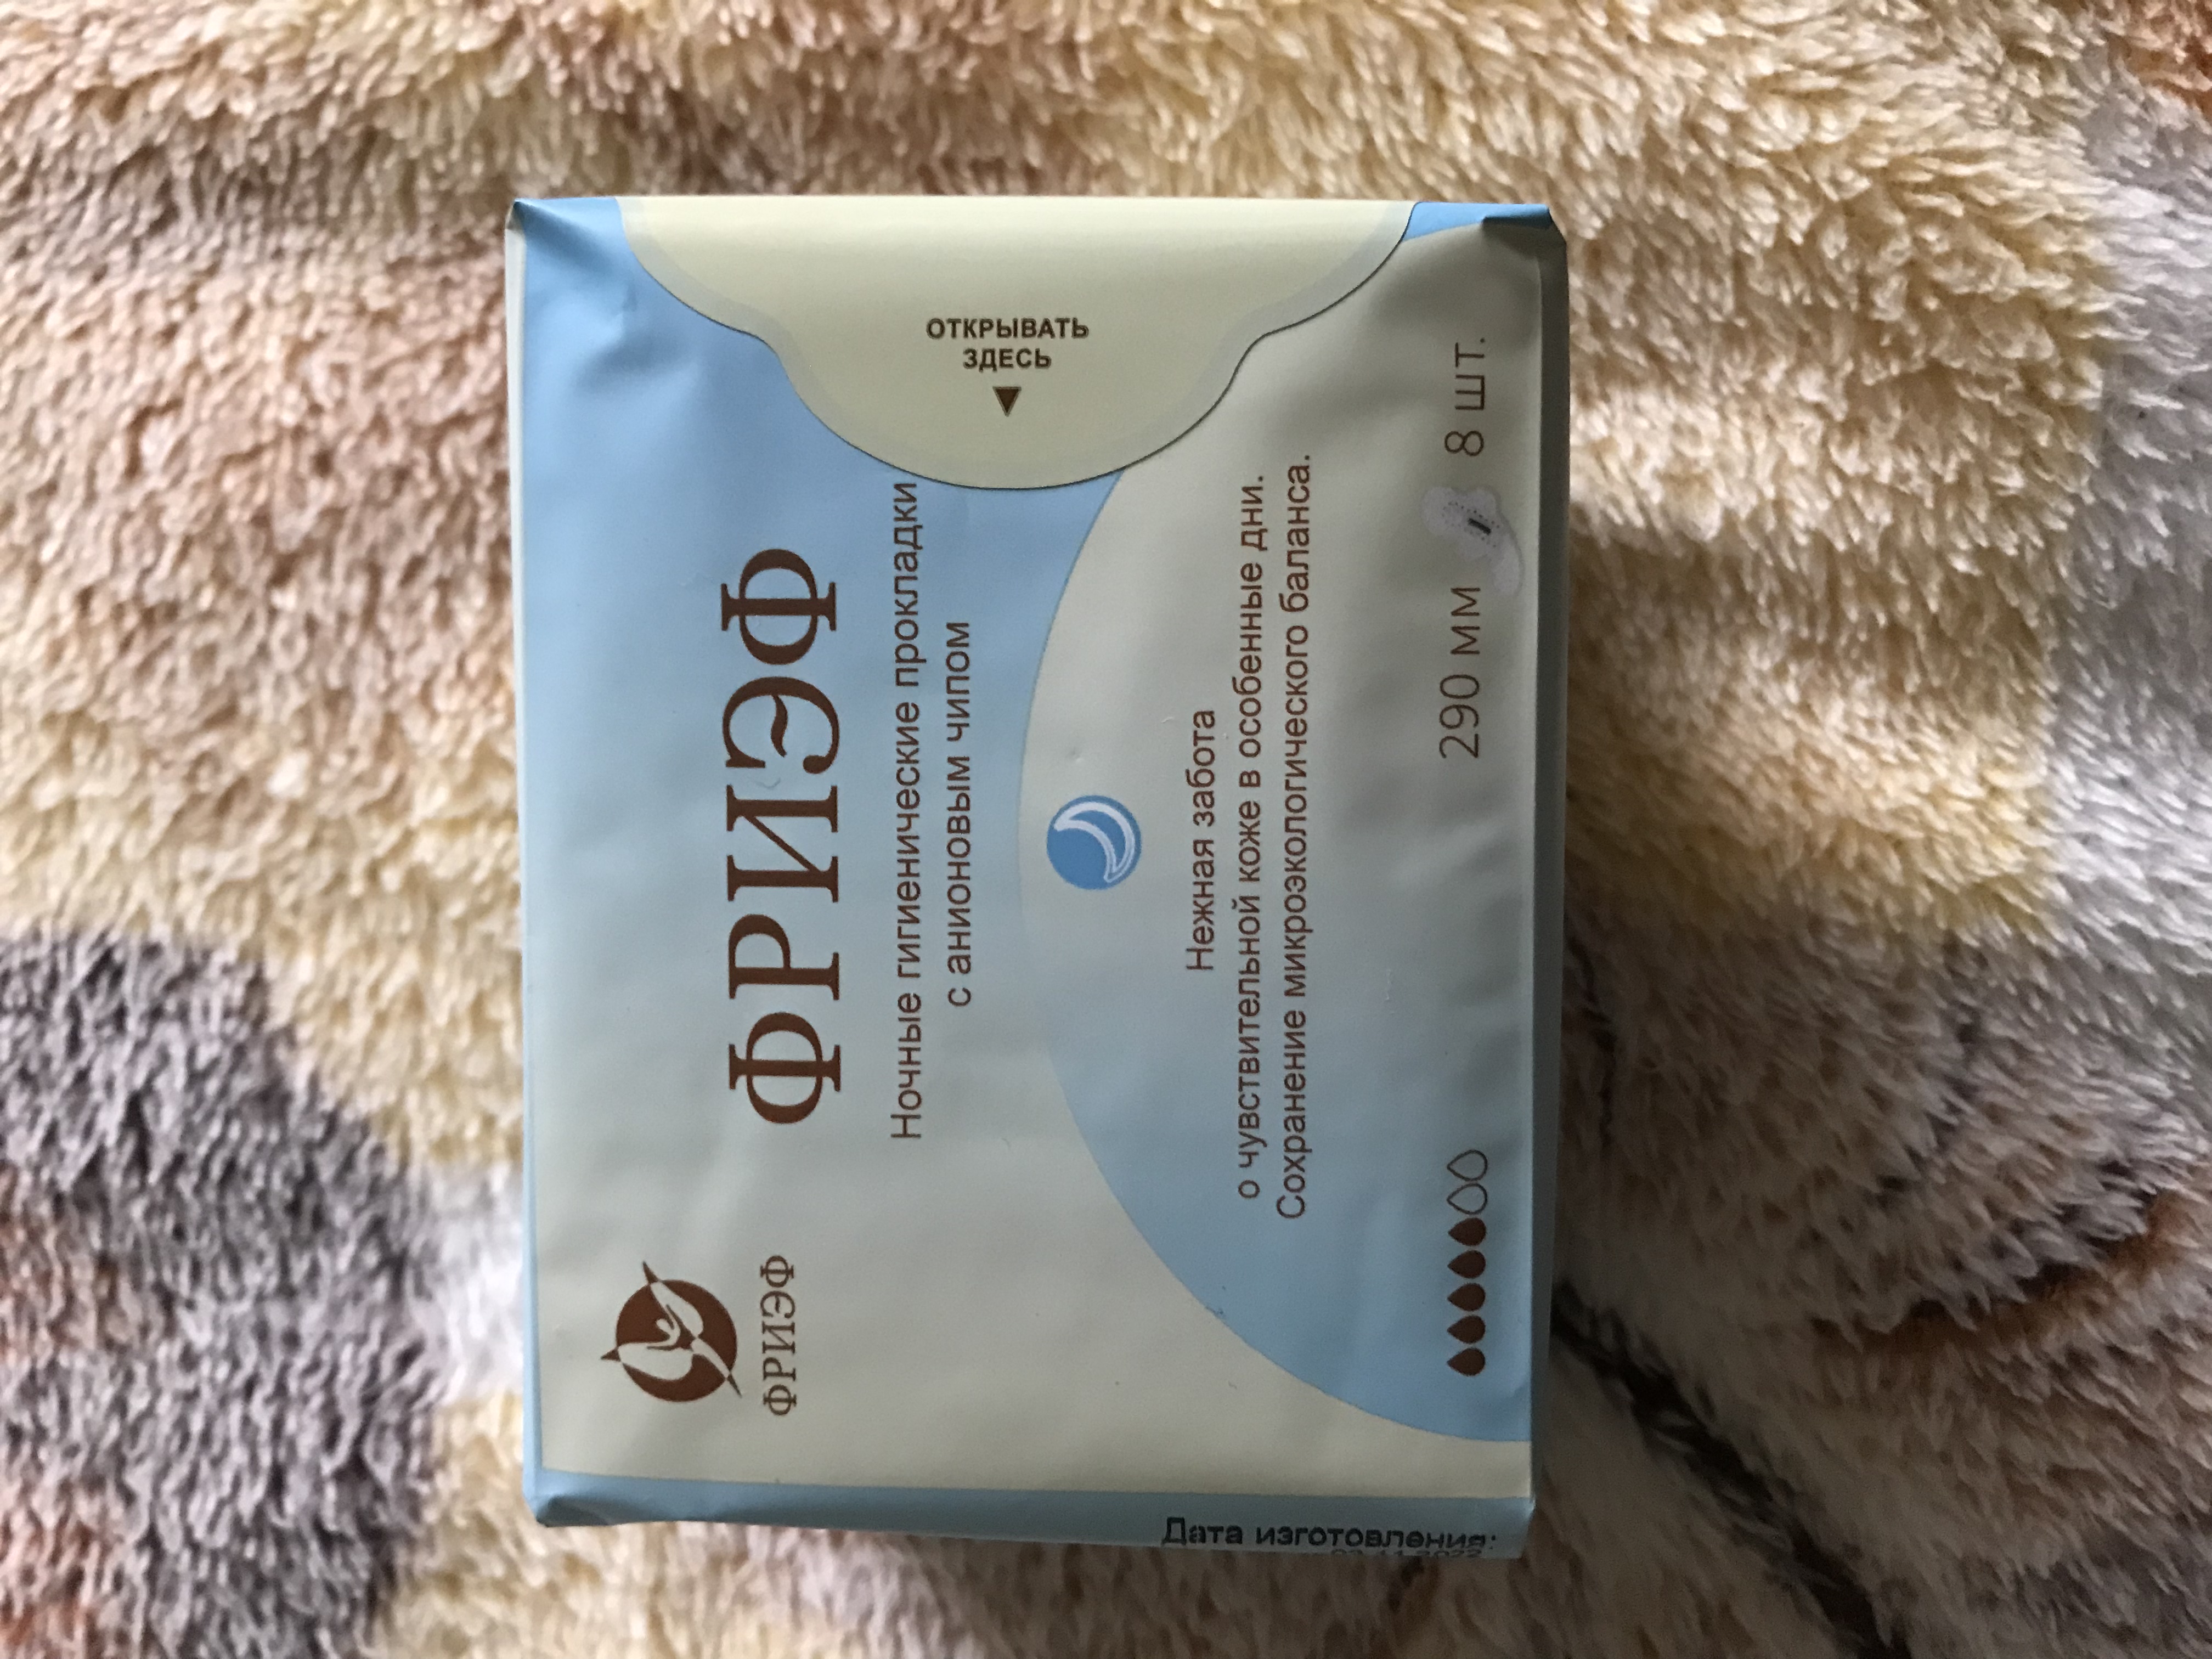 ФРИЭФ
ФРИЭФ
Ночные гигиенические прокладки
с анионовым чипом
ОТКРЫВАТЬ
ЗДЕСЬ
Нежная забота
о чувствительной коже в особенные дни.
Сохранение микроэкологического баланса.
290 мм
8 шт.
Дата изготовления: